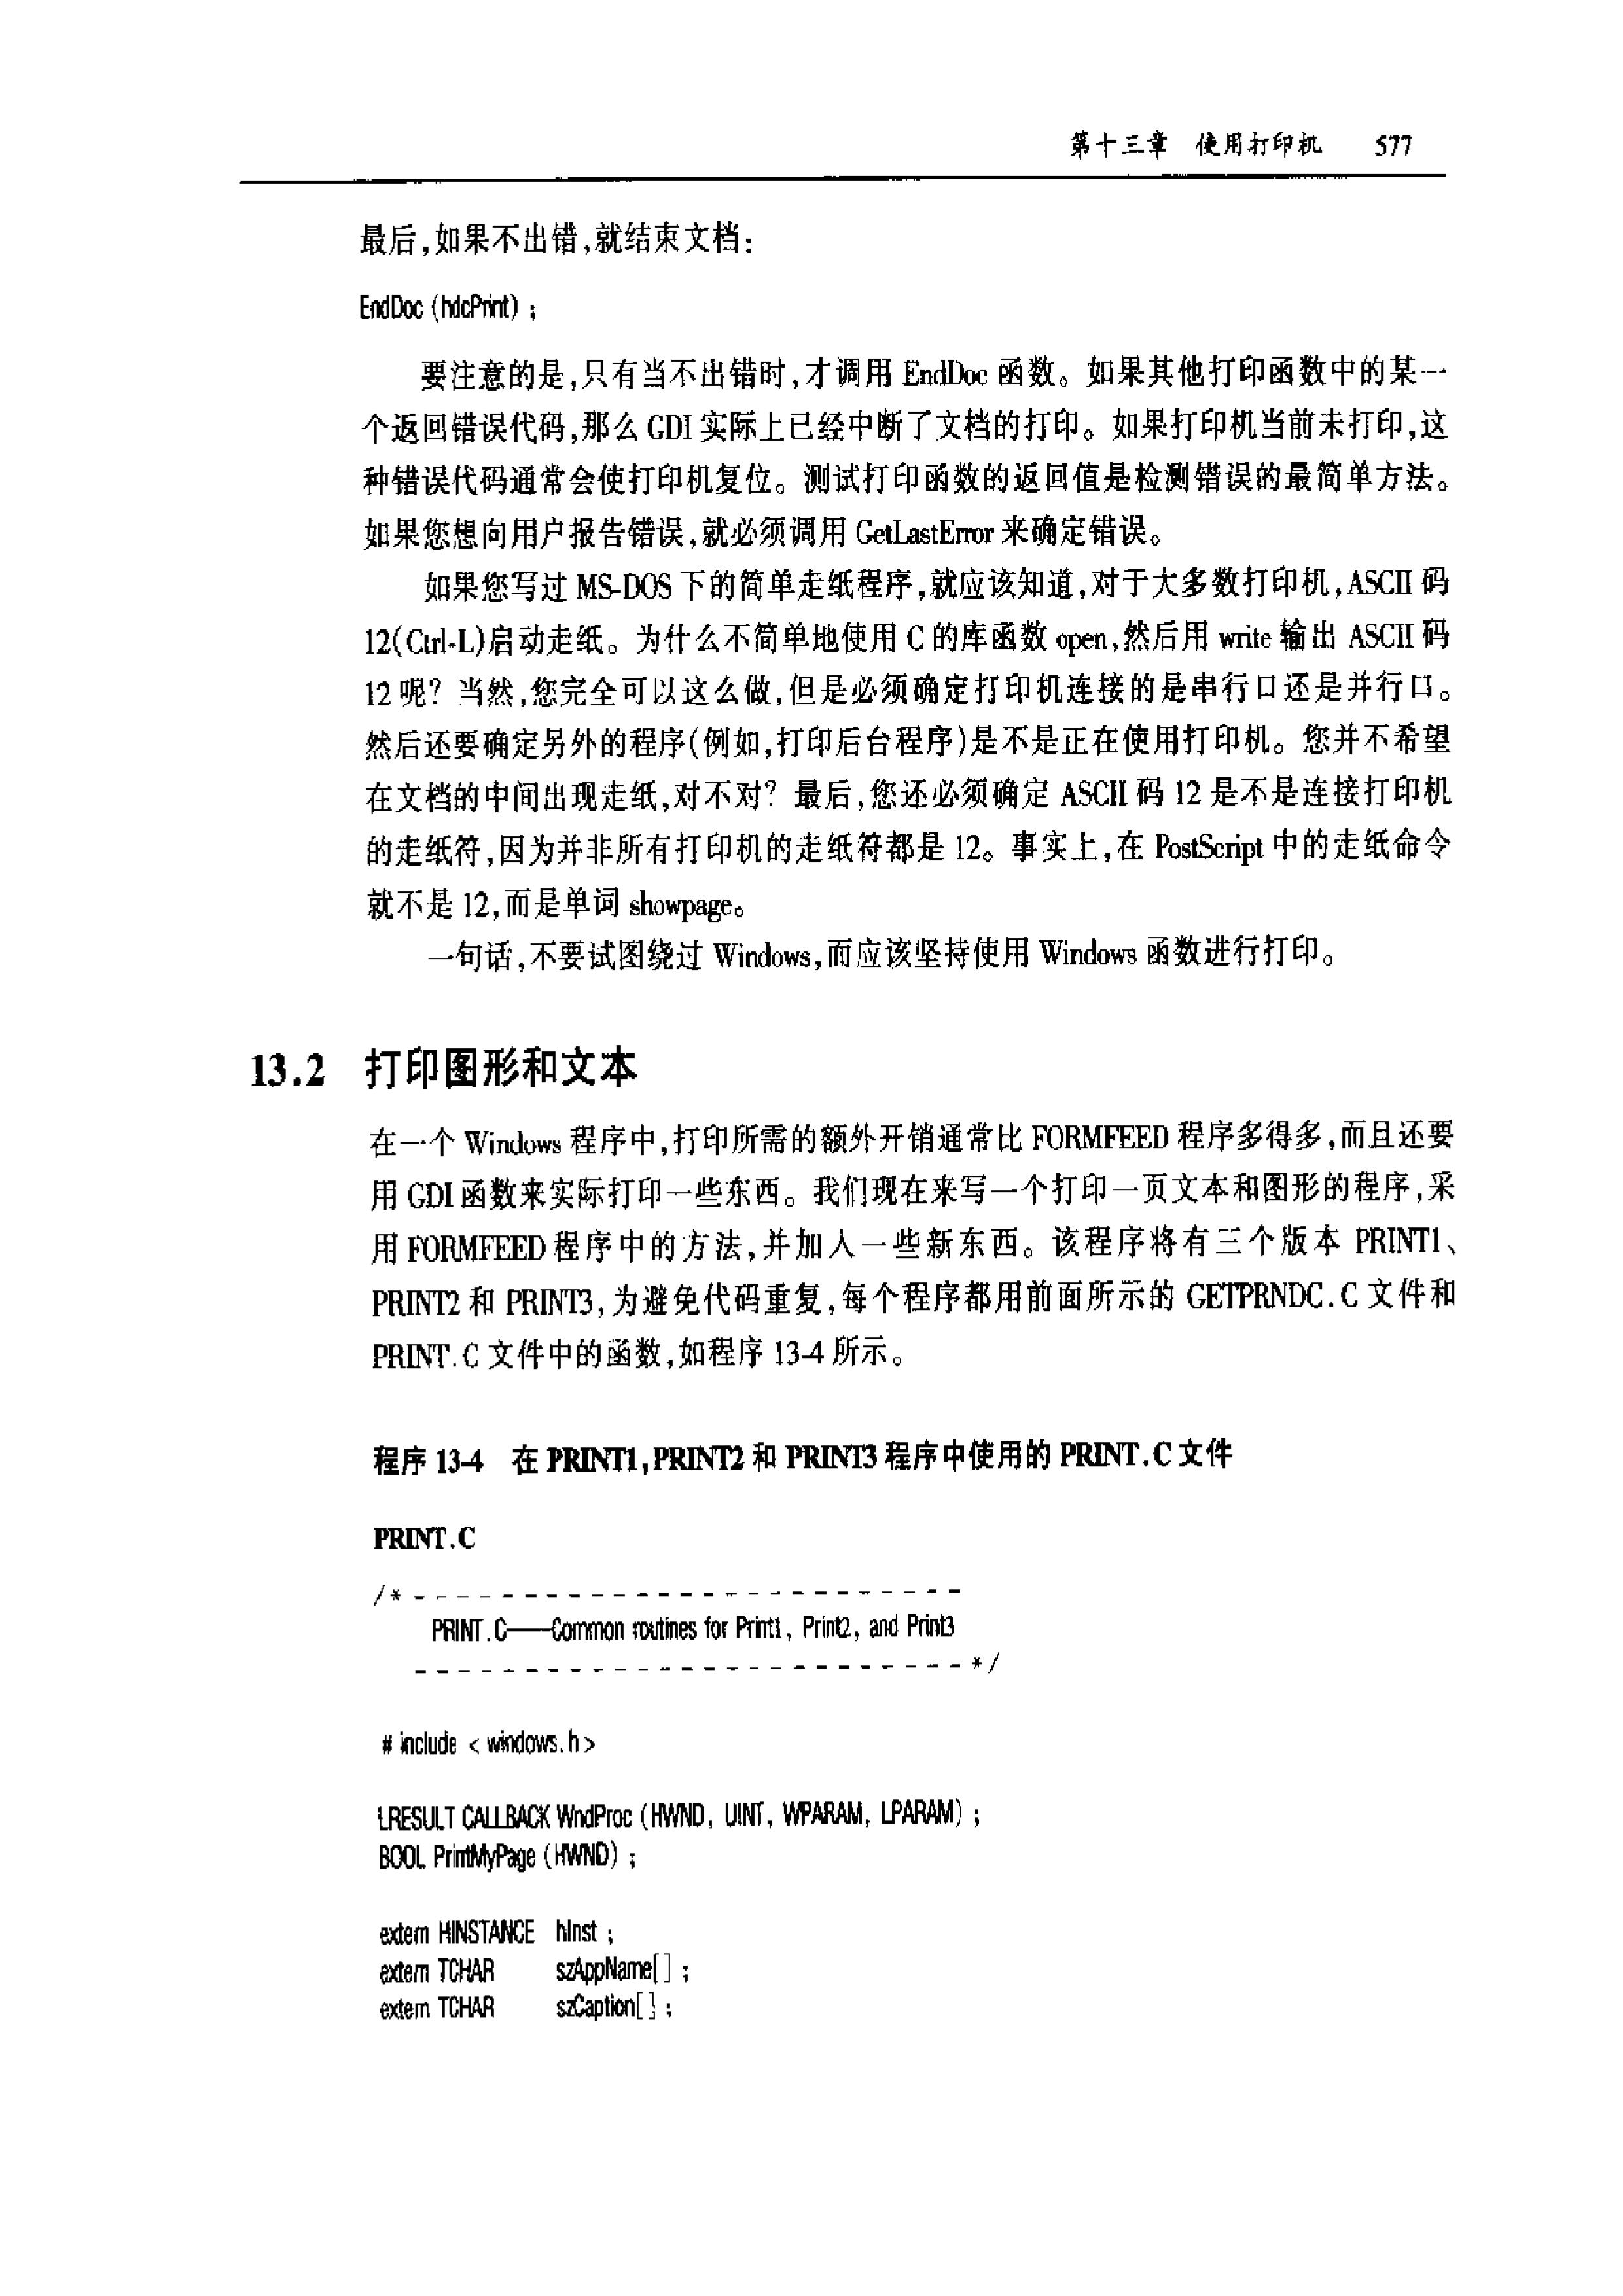 第十三章 使用打印机 577
最后,如果不出错,就结束文档:
EndDoc (hdcPrint) ;
要注意的是,只有当不出错时,才调用 EndDoc 函数。如果其他打印函数中的某一
个返回错误代码,那么 GDI 实际上已经中断了文档的打印。如果打印机当前未打印,这
种错误代码通常会使打印机复位。测试打印函数的返回值是检测错误的最简单方法。
如果您想向用户报告错误,就必须调用 GetLastError 来确定错误。
如果您写过 MS-DOS 下的简单走纸程序,就应该知道,对于大多数打印机,ASCII 码
12(Ctrl-L)启动走纸。为什么不简单地使用 C 的库函数 open,然后用 write 输出 ASCII 码
12 呢? 当然,您完全可以这么做,但是必须确定打印机连接的是串行口还是并行口。
然后还要确定另外的程序(例如,打印后台程序)是不是正在使用打印机。您并不希望
在文档的中间出现走纸,对不对? 最后,您还必须确定 ASCII 码 12 是不是连接打印机
的走纸符,因为并非所有打印机的走纸符都是 12。事实上,在 PostScript 中的走纸命令
就不是 12,而是单词 showpage。
一句话,不要试图绕过 Windows,而应该坚持使用 Windows 函数进行打印。
13.2 打印图形和文本
在一个 Windows 程序中,打印所需的额外开销通常比 FORMFEED 程序多得多,而且还要
用 GDI 函数来实际打印一些东西。我们现在来写一个打印一页文本和图形的程序,采
用 FORMFEED 程序中的方法,并加入一些新东西。该程序将有三个版本 PRINT1、
PRINT2 和 PRINT3,为避免代码重复,每个程序都用前面所示的 GETPRNDC.C 文件和
PRINT.C 文件中的函数,如程序 13-4 所示。
程序 13-4 在 PRINT1,PRINT2 和 PRINT3 程序中使用的 PRINT.C 文件
PRINT.C
/* - - - - - - - - - - - - - - - - - - - - - - - - -
PRINT.C——Common routines for Print1, Print2, and Print3
- - - - - - - - - - - - - - - - - - - - - - - - - */
# include < windows.h >
LRESULT CALLBACK WndProc (HWND, UINT, WPARAM, LPARAM) ;
BOOL PrintMyPage (HWND) ;
extern HINSTANCE hInst ;
extern TCHAR szAppName[] ;
extern TCHAR szCaption[] ;